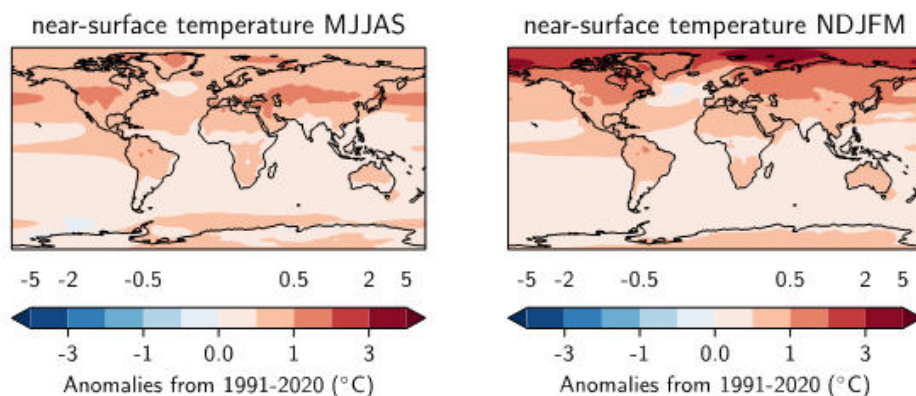 near-surface temperature MJJAS
near-surface temperature NDJFM
-5 -2 -0.5 0.5 2 5
-5 -2 -0.5 0.5 2 5
-3 -1 0.0 1 3
-3 -1 0.0 1 3
Anomalies from 1991-2020 (°C)
Anomalies from 1991-2020 (°C)